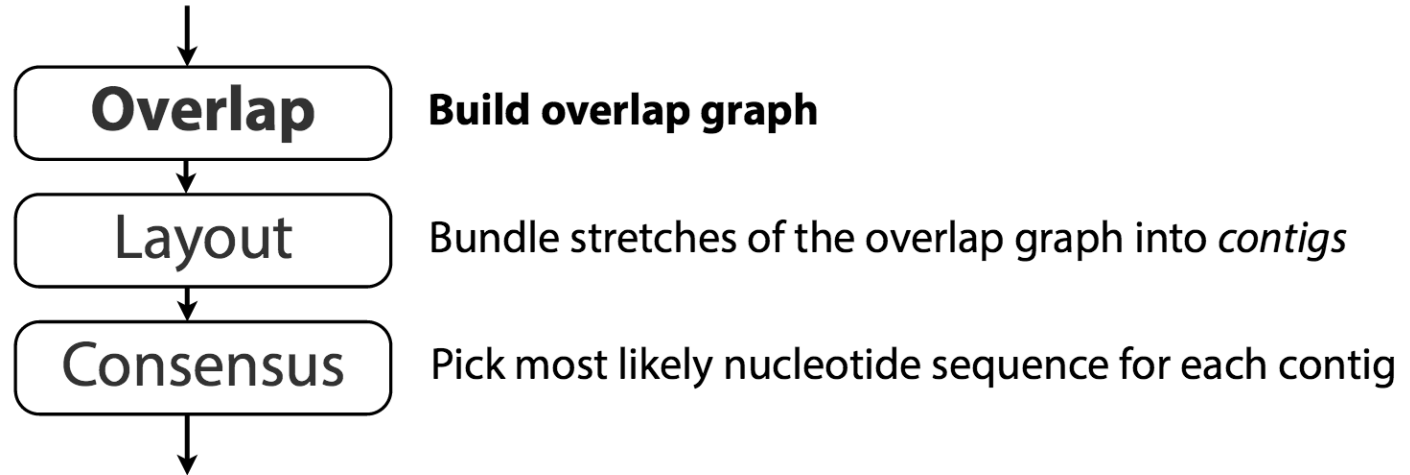 Overlap
Build overlap graph
Layout
Bundle stretches of the overlap graph into contigs
Consensus
Pick most likely nucleotide sequence for each contig